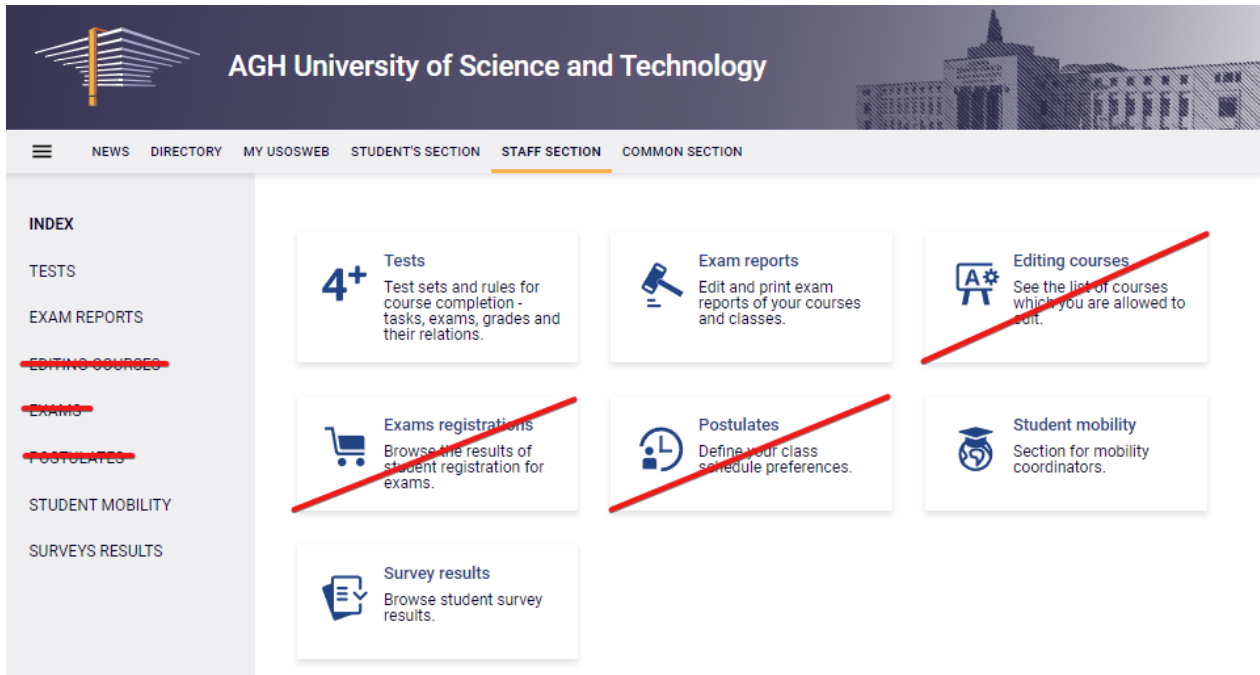 AGH University of Science and Technology
NEWS DIRECTORY MY USOSWEB STUDENT'S SECTION STAFF SECTION COMMON SECTION
INDEX
TESTS
EXAM REPORTS
EDITING COURSES
EXAMS
POSTULATES
STUDENT MOBILITY
SURVEYS RESULTS
4+
Tests
Test sets and rules for
course completion -
tasks, exams, grades and
their relations.
Exam reports
Edit and print exam
reports of your courses
and classes.
A
Editing courses
See the list of courses
which you are allowed to
edit.
Exams registrations
Browse the results of
student registration for
exams.
Postulates
Define your class
schedule preferences.
Student mobility
Section for mobility
coordinators.
Survey results
Browse student survey
results.